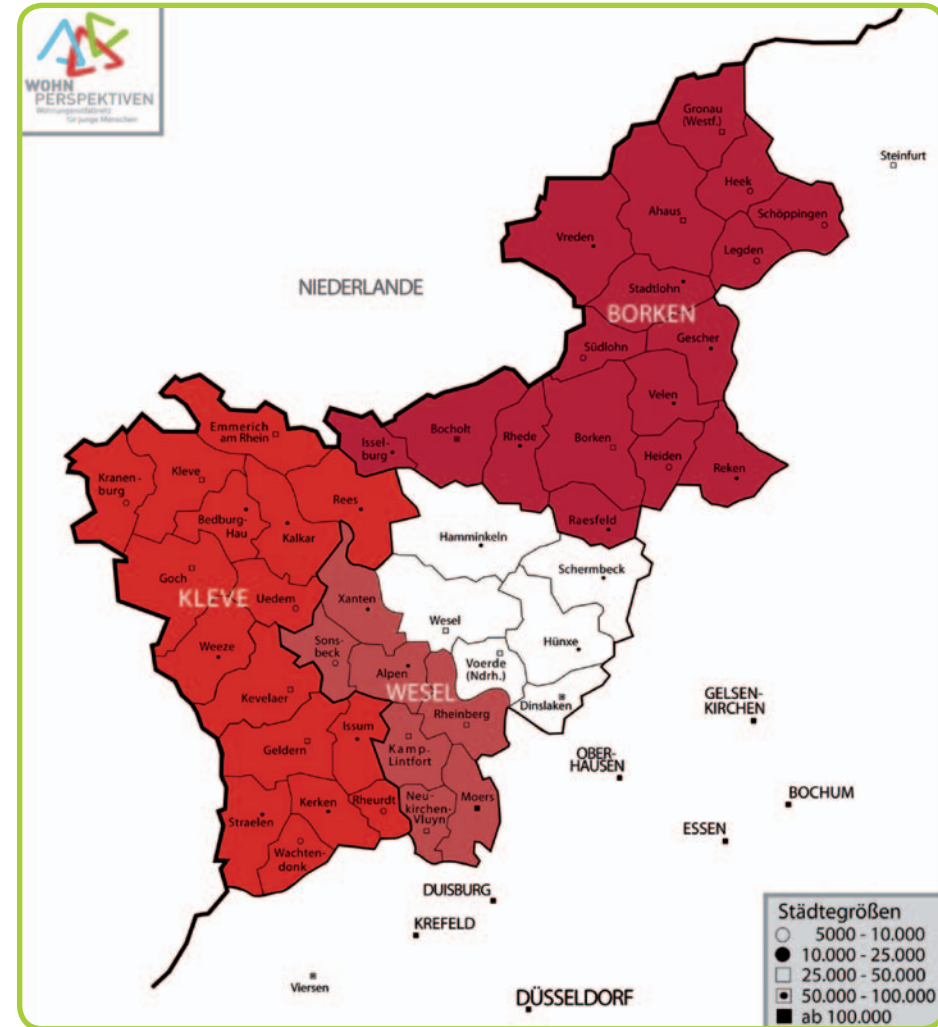 WOHN
PERSPEKTIVEN
Wohnungsnotfallnetz
für junge Menschen
Gronau
(Westf.)
Steinfurt
Heek
Ahaus
Schöppingen
Vreden
Legden
NIEDERLANDE
Stadtlohn
BORKEN
Südlohn
Gescher
Velen
Emmerich
am Rhein
Issel-
burg
Bocholt
Rhede
Borken
Heiden
Reken
Kranen-
burg
Kleve
Rees
Bedburg-
Hau
Kalkar
Raesfeld
Hamminkeln
Schermbeck
Goch
KLEVE
Uedem
Xanten
Wesel
Hünxe
Weeze
Sons-
beck
Alpen
Voerde
(Ndrh.)
WESEL
Kevelaer
Dinslaken
GELSEN-
KIRCHEN
Rheinberg
Geldern
Issum
Kamp-
Lintfort
OBER-
HAUSEN
Straelen
Kerken
Rheurdt
Neu-
kirchen-
Vluyn
Moers
BOCHUM
Wachten-
donk
ESSEN
DUISBURG
KREFELD
Viersen
DÜSSELDORF
Städtegrößen
5000 - 10.000
10.000 - 25.000
25.000 - 50.000
50.000 - 100.000
ab 100.000